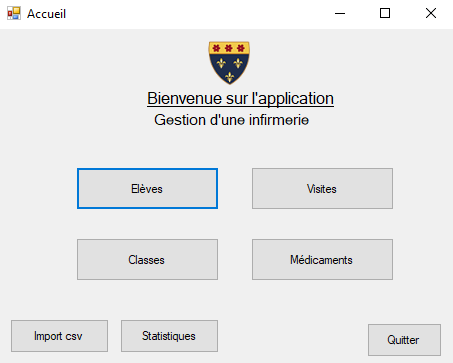 Accueil
Bienvenue sur l'application
Gestion d'une infirmerie
Elèves
Visites
Classes
Médicaments
Import csv
Statistiques
Quitter